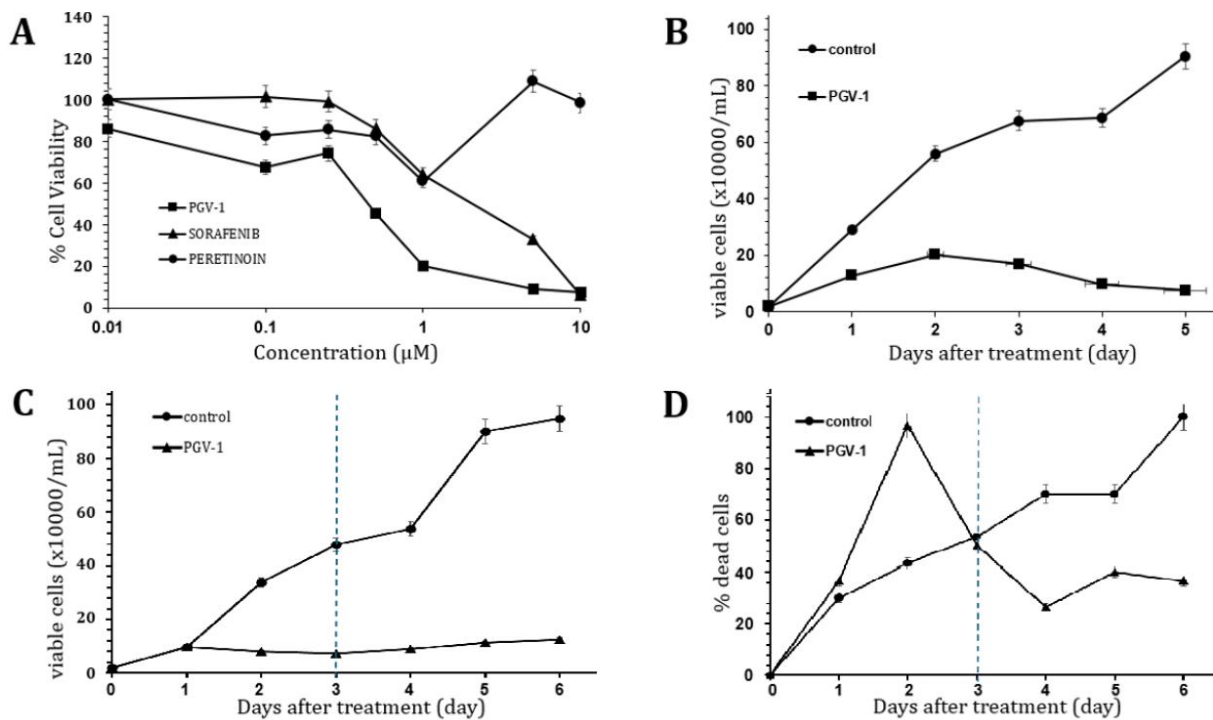 A
% Cell Viability
140
120
100
80
60
40
20
0
PGV-1
SORAFENIB
PERETINOIN
0.01 0.1 1 10
Concentration (µM)
B
viable cells (x10000/mL)
100
80
60
40
20
0
control
PGV-1
0 1 2 3 4 5
Days after treatment (day)
C
viable cells (x10000/mL)
100
80
60
40
20
0
control
PGV-1
0 1 2 3 4 5 6
Days after treatment (day)
D
% dead cells
100
80
60
40
20
0
control
PGV-1
0 1 2 3 4 5 6
Days after treatment (day)